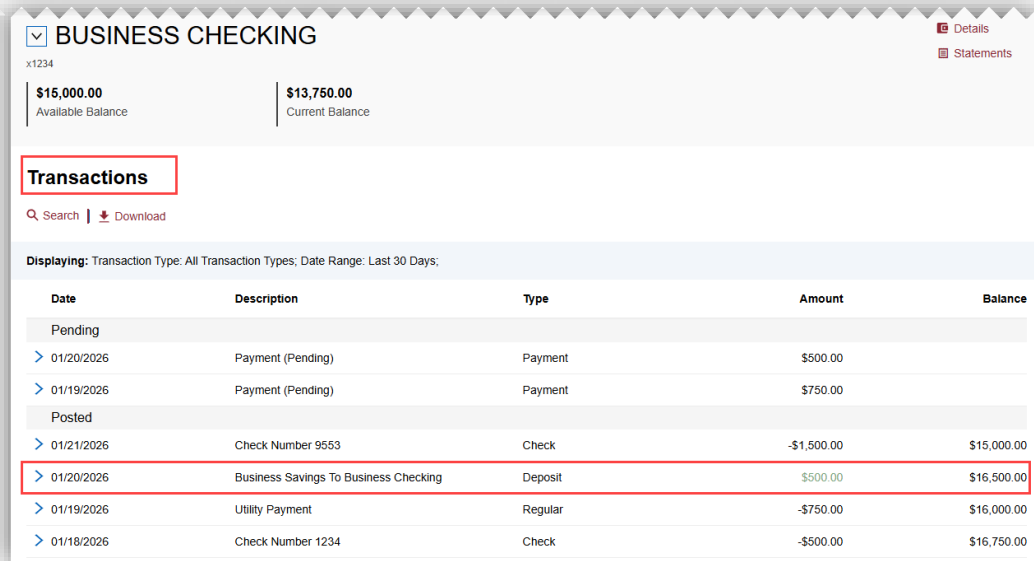 BUSINESS CHECKING
Details
x1234
Statements
$15,000.00 $13,750.00
Available Balance Current Balance
Transactions
Search | Download
Displaying: Transaction Type: All Transaction Types; Date Range: Last 30 Days;
Date Description Type Amount Balance
Pending
01/20/2026 Payment (Pending) Payment $500.00
01/19/2026 Payment (Pending) Payment $750.00
Posted
01/21/2026 Check Number 9553 Check -$1,500.00 $15,000.00
01/20/2026 Business Savings To Business Checking Deposit $500.00 $16,500.00
01/19/2026 Utility Payment Regular -$750.00 $16,000.00
01/18/2026 Check Number 1234 Check -$500.00 $16,750.00